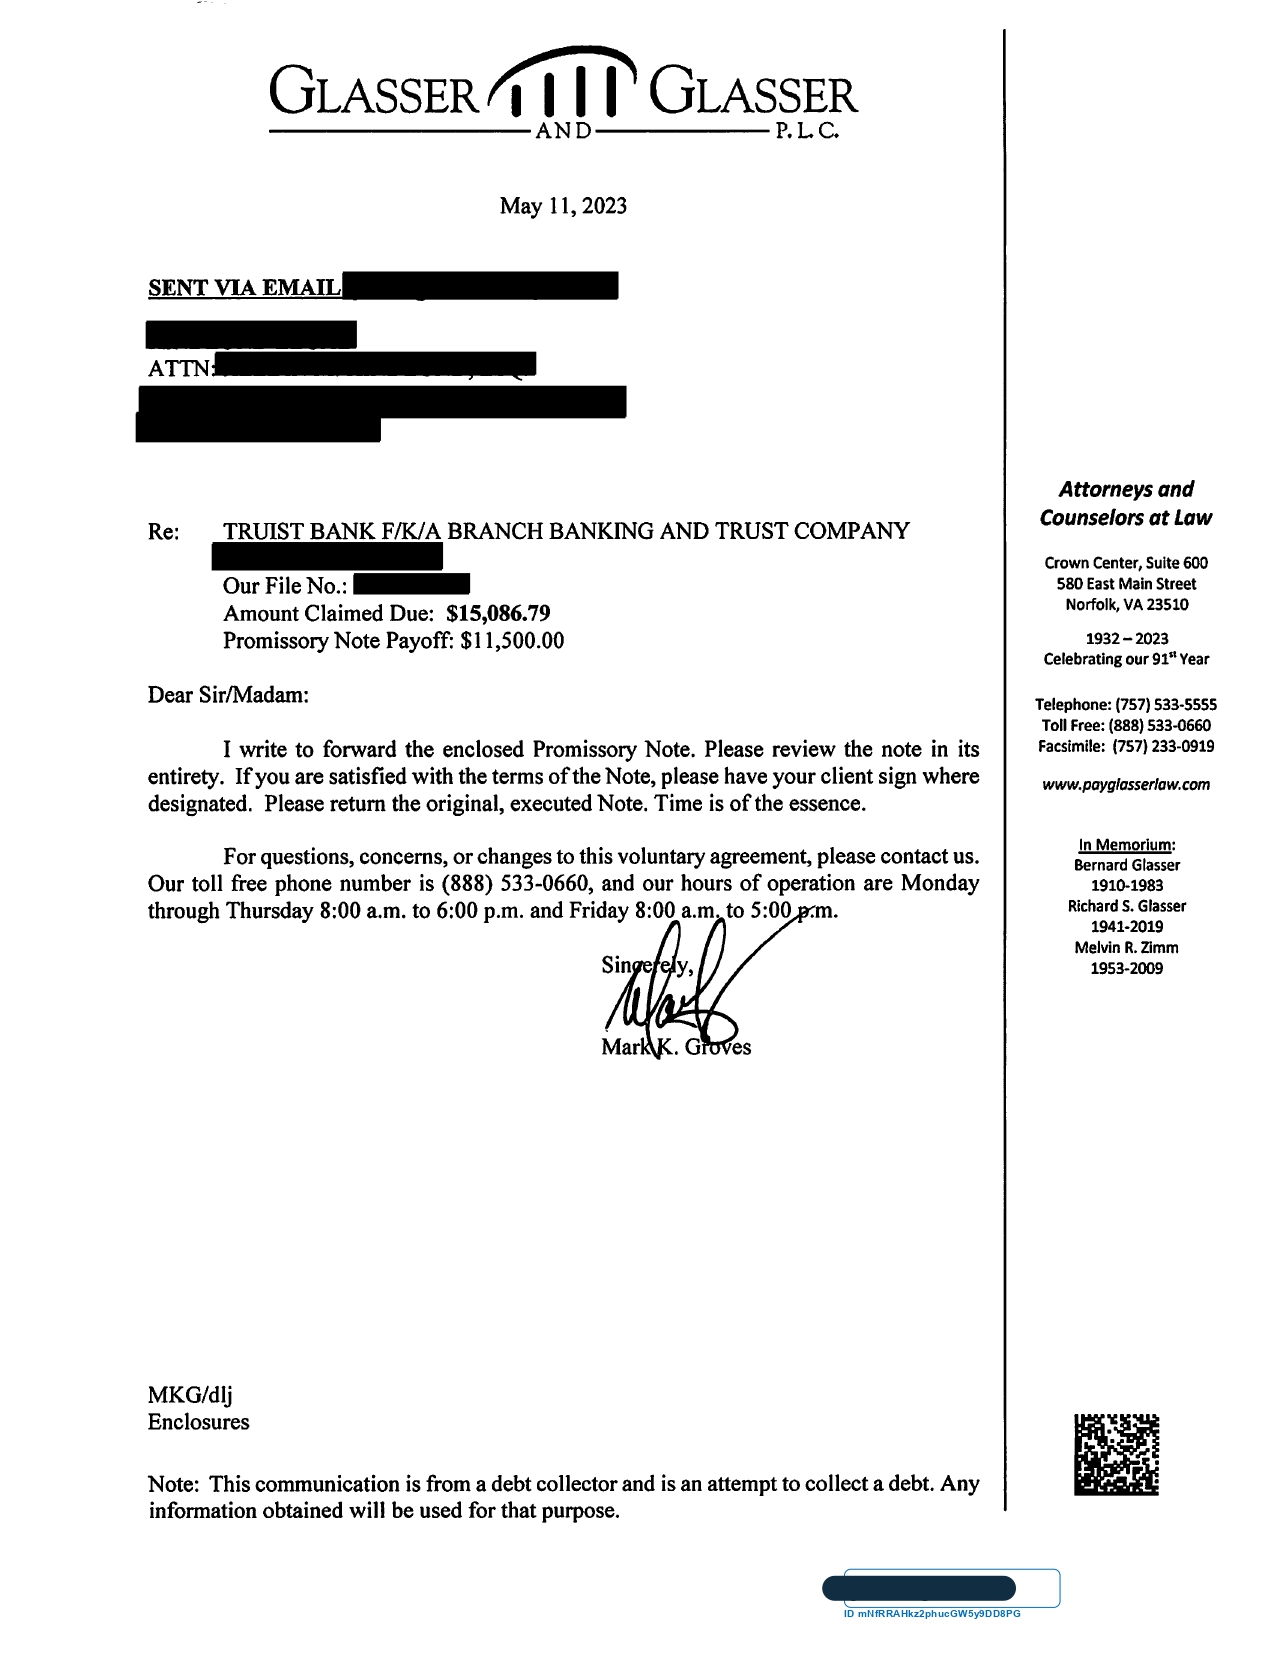 GLASSER GLASSER
AND P.L.C.
May 11, 2023
SENT VIA EMAIL
ATTN:
Re: TRUIST BANK F/K/A BRANCH BANKING AND TRUST COMPANY
Our File No.:
Amount Claimed Due: $15,086.79
Promissory Note Payoff: $11,500.00
Dear Sir/Madam:
I write to forward the enclosed Promissory Note. Please review the note in its
entirety. If you are satisfied with the terms of the Note, please have your client sign where
designated. Please return the original, executed Note. Time is of the essence.
For questions, concerns, or changes to this voluntary agreement, please contact us.
Our toll free phone number is (888) 533-0660, and our hours of operation are Monday
through Thursday 8:00 a.m. to 6:00 p.m. and Friday 8:00 a.m. to 5:00 p.m.
Sincerely,
Mark K. Groves
MKG/dlj
Enclosures
Note: This communication is from a debt collector and is an attempt to collect a debt. Any
information obtained will be used for that purpose.
Attorneys and
Counselors at Law
Crown Center, Suite 600
580 East Main Street
Norfolk, VA 23510
1932 – 2023
Celebrating our 91st Year
Telephone: (757) 533-5555
Toll Free: (888) 533-0660
Facsimile: (757) 233-0919
www.payglasserlaw.com
In Memorium:
Bernard Glasser
1910-1983
Richard S. Glasser
1941-2019
Melvin R. Zimm
1953-2009
ID mNfRRAHkz2phucGW5y9DD8PG